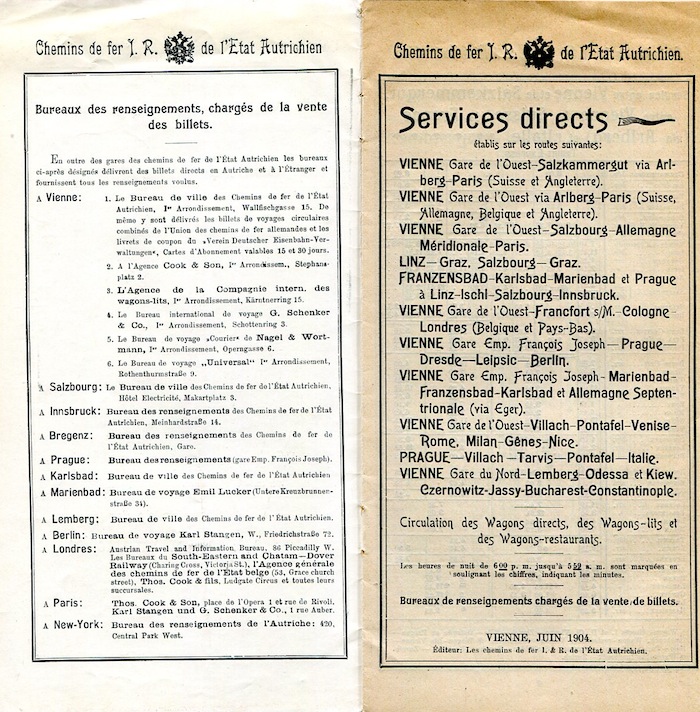 Chemins de fer I. R. de l'Etat Autrichien
Bureaux des renseignements, chargés de la vente
des billets.
En outre des gares des chemins de fer de l'État Autrichien les bureaux
ci-après désignés délivrent des billets directs en Autriche et à l'Étranger et
fournissent tous les renseignements voulus.
A Vienne: 1. Le Bureau de ville des Chemins de fer de l'État
Autrichien, Ier Arrondissement, Wallfischgasse 15. De
même y sont délivrés les billets de voyages circulaires
combinés de l'Union des chemins de fer allemandes et les
livrets de coupon du „Verein Deutscher Eisenbahn-Ver-
waltungen", Cartes d'Abonnement valables 15 et 30 jours.
2. A l'Agence Cook & Son, Ier Arrondissem., Stephans-
platz 2.
3. L'Agence de la Compagnie intern. des
wagons-lits, Ier Arrondissement, Kärntnerring 15.
4. Le Bureau international de voyage G. Schenker
& Co., Ier Arrondissement, Schottenring 3.
5. Le Bureau de voyage „Courier" de Nagel & Wort-
mann, Ier Arrondissement, Operngasse 6.
6. Le Bureau de voyage „Universal" Ier Arrondissement,
Rothenthurmstraße 9.
A Salzbourg: Le Bureau de ville des Chemins de fer de l'État Autrichien,
Hôtel Electricité, Makartplatz 3.
A Innsbruck: Bureau des renseignements des Chemins de fer de l'État
Autrichien, Meinhardstraße 14.
A Bregenz: Bureau des renseignements des Chemins de fer de
l'État Autrichien, Gare.
A Prague: Bureau des renseignements (gare Emp. François Joseph).
A Karlsbad: Bureau de ville des Chemins de fer de l'État Autrichien
A Marienbad: Bureau de voyage Emil Lucker (Untere Kreuzbrunnen-
straße 34).
A Lemberg: Bureau de ville des Chemins de fer de l'État Autrichien.
A Berlin: Bureau de voyage Karl Stangen, W., Friedrichstraße 72.
A Londres: Austrian Travel and Information, Bureau, 86 Picadilly W.
Les Bureaux du South-Eastern and Chatam—Dover
Railway (Charing Cross, Victoria St.), l'Agence générale
des chemins de fer de l'État belge (53, Grace church
street), Thos. Cook & fils, Ludgate Circus et toutes leurs
succursales.
A Paris: Thos. Cook & Son, place de l'Opera 1 et rue de Rivoli,
Karl Stangen und G. Schenker & Co., 1 rue Auber.
A New-York: Bureau des renseignements de l'Autriche: 420,
Central Park West.
Chemins de fer I. R. de l'Etat Autrichien.
Services directs
établis sur les routes suivantes:
VIENNE Gare de l'Ouest–Salzkammergut via Arl-
berg–Paris (Suisse et Angleterre).
VIENNE Gare de l'Ouest via Arlberg–Paris (Suisse,
Allemagne, Belgique et Angleterre).
VIENNE Gare de l'Ouest–Salzbourg–Allemagne
Méridionale–Paris.
LINZ—Graz, Salzbourg—Graz.
FRANZENSBAD–Karlsbad–Marienbad et Prague
à Linz–Ischl–Salzbourg–Innsbruck.
VIENNE Gare de l'Ouest–Francfort s/M.–Cologne–
Londres (Belgique et Pays-Bas).
VIENNE Gare Emp. François Joseph—Prague—
Dresde—Leipsic—Berlin.
VIENNE Gare Emp. François Joseph–Marienbad–
Franzensbad–Karlsbad et Allemagne Septen-
trionale (via Eger).
VIENNE Gare de l'Ouest–Villach–Pontafel–Venise–
Rome, Milan–Gênes–Nice.
PRAGUE—Villach—Tarvis—Pontafel—Italie.
VIENNE Gare du Nord–Lemberg–Odessa et Kiew.
Czernowitz–Jassy–Bucharest–Constantinople.
Circulation des Wagons directs, des Wagons-lits et
des Wagons-restaurants.
Les heures de nuit de 6 00 p. m. jusqu'à 5 59 a. m. sont marquées en
soulignant les chiffres, indiquant les minutes.
Bureaux de renseignements chargés de la vente de billets.
VIENNE, JUIN 1904.
Éditeur: Les chemins de fer I. & R. de l'État Autrichien.